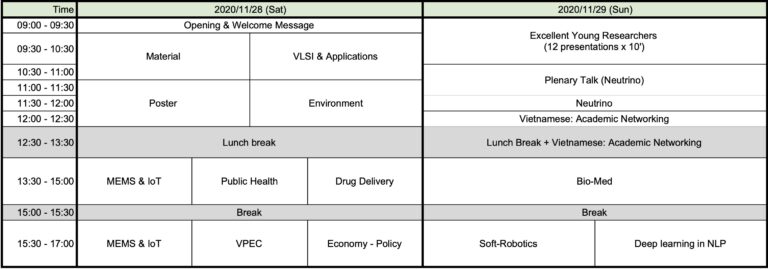 Time 2020/11/28 (Sat) 2020/11/29 (Sun)
09:00 - 09:30 Opening & Welcome Message
Excellent Young Researchers
(12 presentations x 10')
09:30 - 10:30 Material VLSI & Applications
10:30 - 11:00 Plenary Talk (Neutrino)
11:00 - 11:30
11:30 - 12:00 Poster Environment Neutrino
12:00 - 12:30 Vietnamese: Academic Networking
12:30 - 13:30 Lunch break Lunch Break + Vietnamese: Academic Networking
13:30 - 15:00 MEMS & IoT Public Health Drug Delivery Bio-Med
15:00 - 15:30 Break Break
15:30 - 17:00 MEMS & IoT VPEC Economy - Policy Soft-Robotics Deep learning in NLP